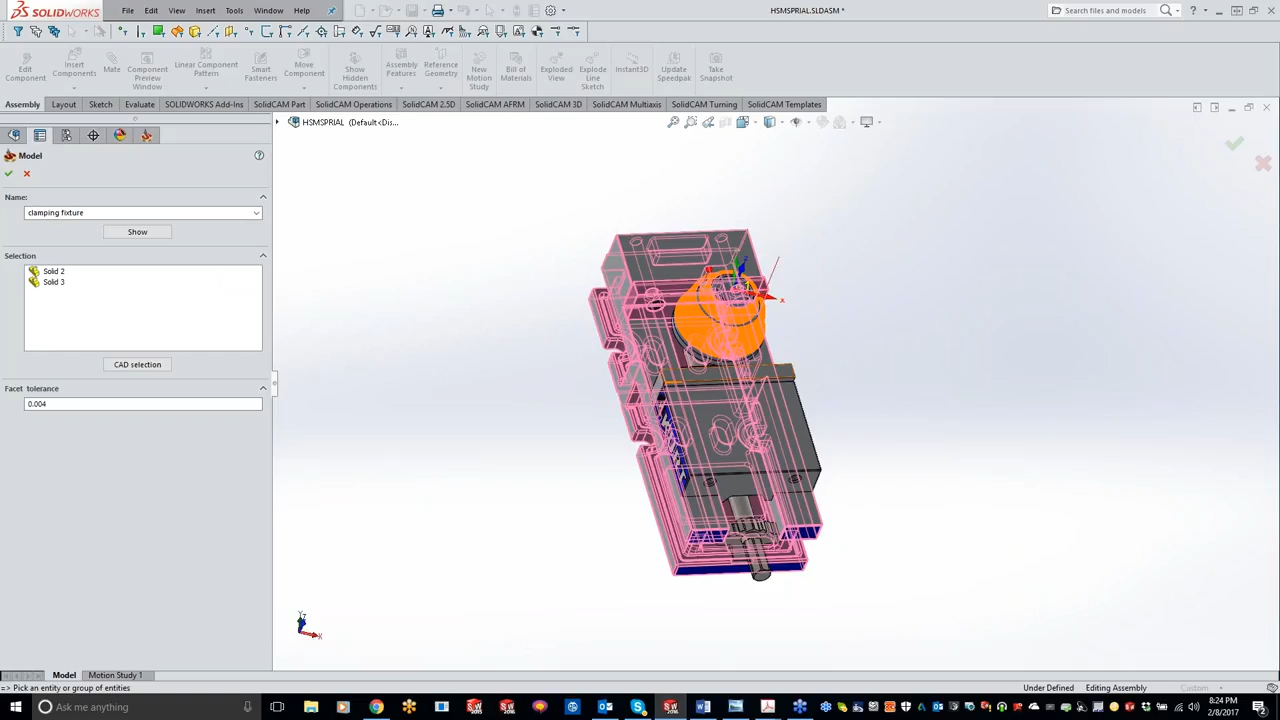 SOLIDWORKS File Edit View Insert Tools Window Help HSMSPRIAL.SLDASM * Search files and models
Edit Component Insert Components Mate Component Preview Window Linear Component Pattern Smart Fasteners Move Component Show Hidden Components Assembly Features Reference Geometry New Motion Study Bill of Materials Exploded View Explode Line Sketch Instant3D Update Speedpak Take Snapshot
Assembly Layout Sketch Evaluate SOLIDWORKS Add-Ins SolidCAM Part SolidCAM Operations SolidCAM 2.5D SolidCAM AFRM SolidCAM 3D SolidCAM Multiaxis SolidCAM Turning SolidCAM Templates
HSMSPRIAL (Default<Dis...
Model
Name:
clamping fixture
Show
Selection
Solid 2
Solid 3
CAD selection
Facet tolerance
0.004
Model Motion Study 1
=> Pick an entity or group of entities Under Defined Editing Assembly Custom
Ask me anything
8:24 PM
2/8/2017